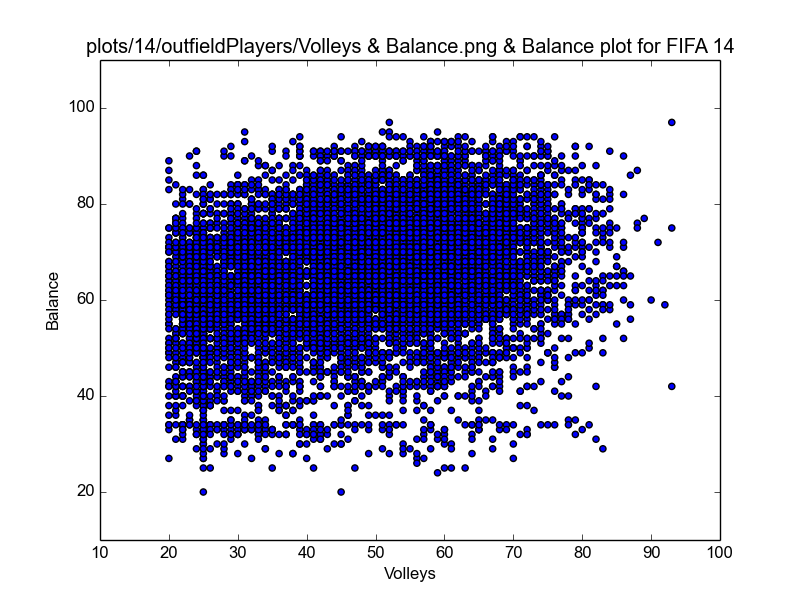 plots/14/outfieldPlayers/Volleys & Balance.png & Balance plot for FIFA 14
100
80
60
40
20
Balance
10 20 30 40 50 60 70 80 90 100
Volleys